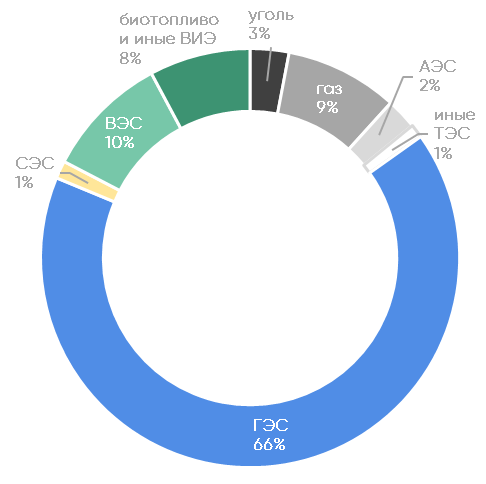 биотопливо
и иные ВИЭ
8%
уголь
3%
газ
9%
АЭС
2%
иные
ТЭС
1%
ВЭС
10%
СЭС
1%
ГЭС
66%